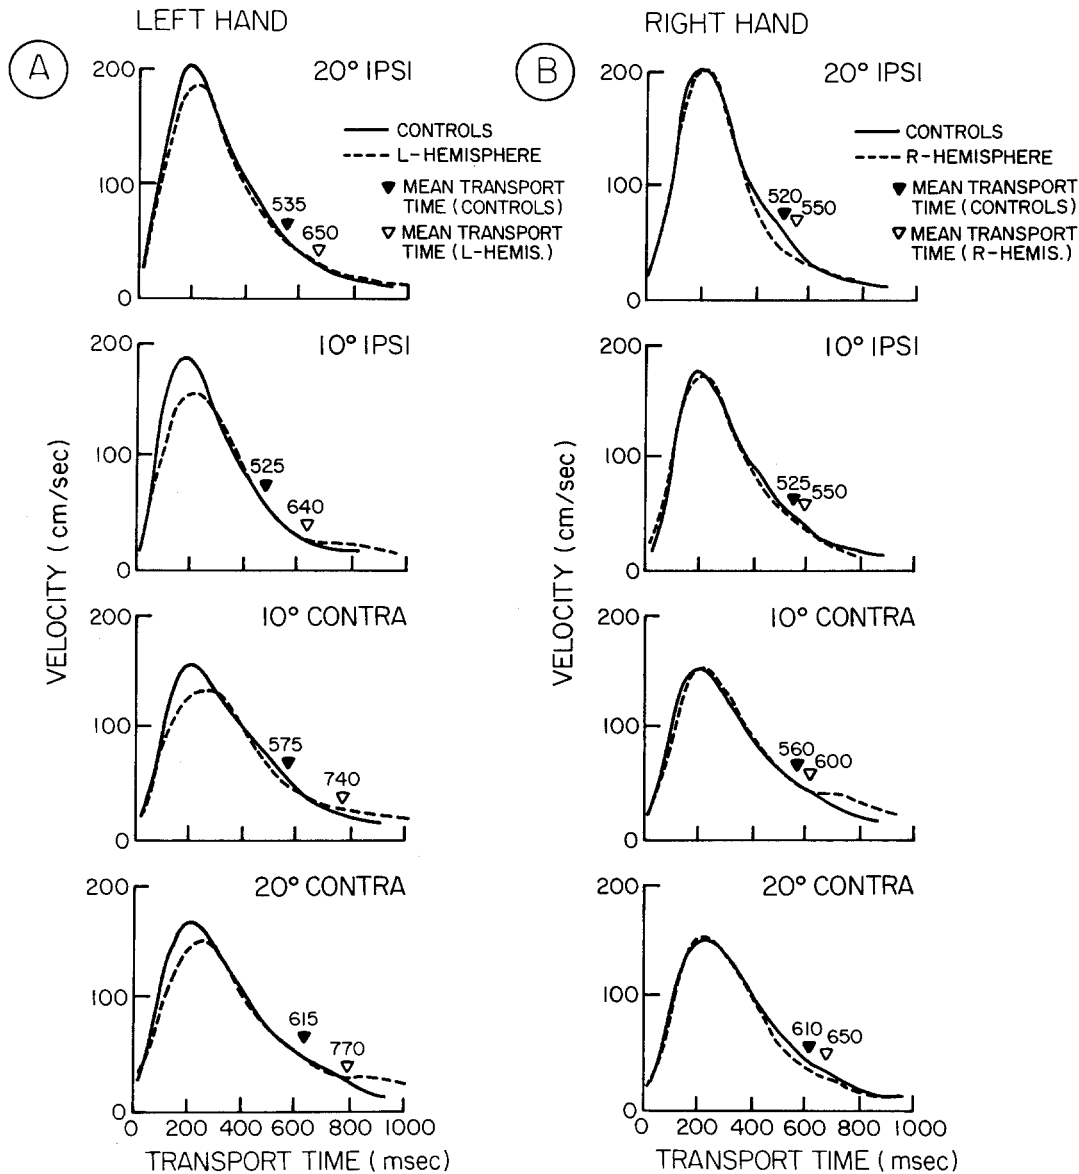 LEFT HAND
A
20° IPSI
CONTROLS
L-HEMISPHERE
MEAN TRANSPORT
TIME (CONTROLS)
MEAN TRANSPORT
TIME (L-HEMIS.)
200
100
0
535
650
10° IPSI
200
100
0
525
640
10° CONTRA
200
100
0
575
740
20° CONTRA
200
100
0
615
770
0 200 400 600 800 1000
VELOCITY (cm/sec)
TRANSPORT TIME (msec)
RIGHT HAND
B
20° IPSI
CONTROLS
R-HEMISPHERE
MEAN TRANSPORT
TIME (CONTROLS)
MEAN TRANSPORT
TIME (R-HEMIS.)
200
100
0
520
550
10° IPSI
200
100
0
525
550
10° CONTRA
200
100
0
560
600
20° CONTRA
200
100
0
610
650
0 200 400 600 800 1000
VELOCITY (cm/sec)
TRANSPORT TIME (msec)